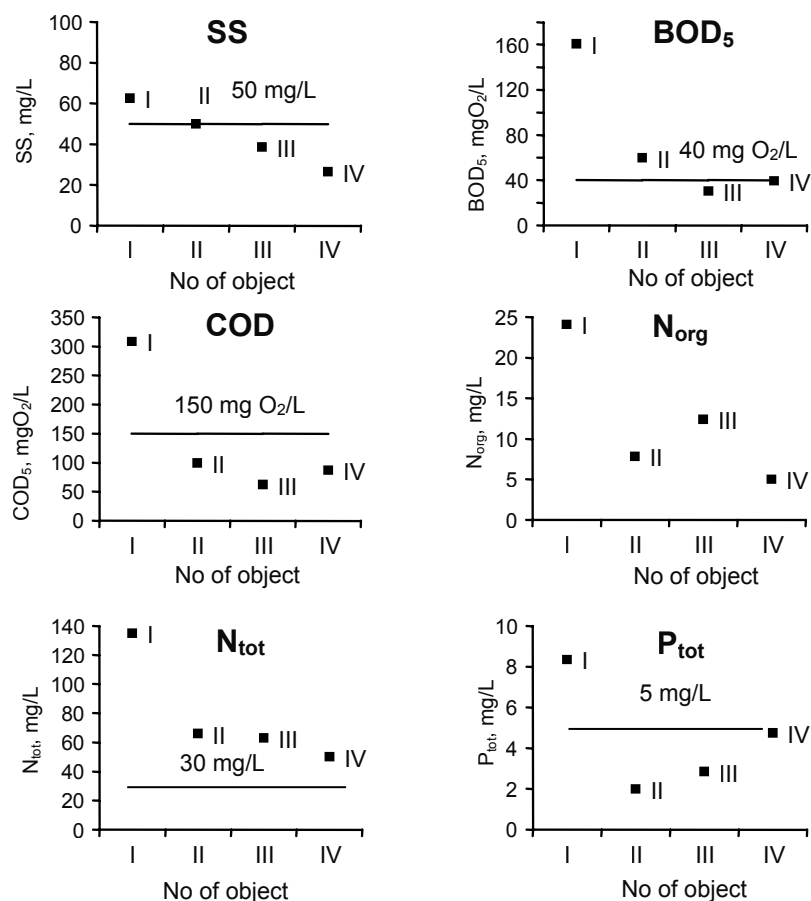 SS
100
80
60
40
20
0
SS, mg/L
I
II
50 mg/L
III
IV
I II III IV
No of object
BOD5
160
120
80
40
0
BOD5, mgO2/L
I
II
40 mg O2/L
III
IV
I II III IV
No of object
COD
350
300
250
200
150
100
50
0
COD5, mgO2/L
I
150 mg O2/L
II
III
IV
I II III IV
No of object
Norg
25
20
15
10
5
0
Norg, mg/L
I
II
III
IV
I II III IV
No of object
Ntot
140
120
100
80
60
40
20
0
Ntot, mg/L
I
II
III
IV
30 mg/L
I II III IV
No of object
Ptot
10
8
6
4
2
0
Ptot, mg/L
I
5 mg/L
II
III
IV
I II III IV
No of object